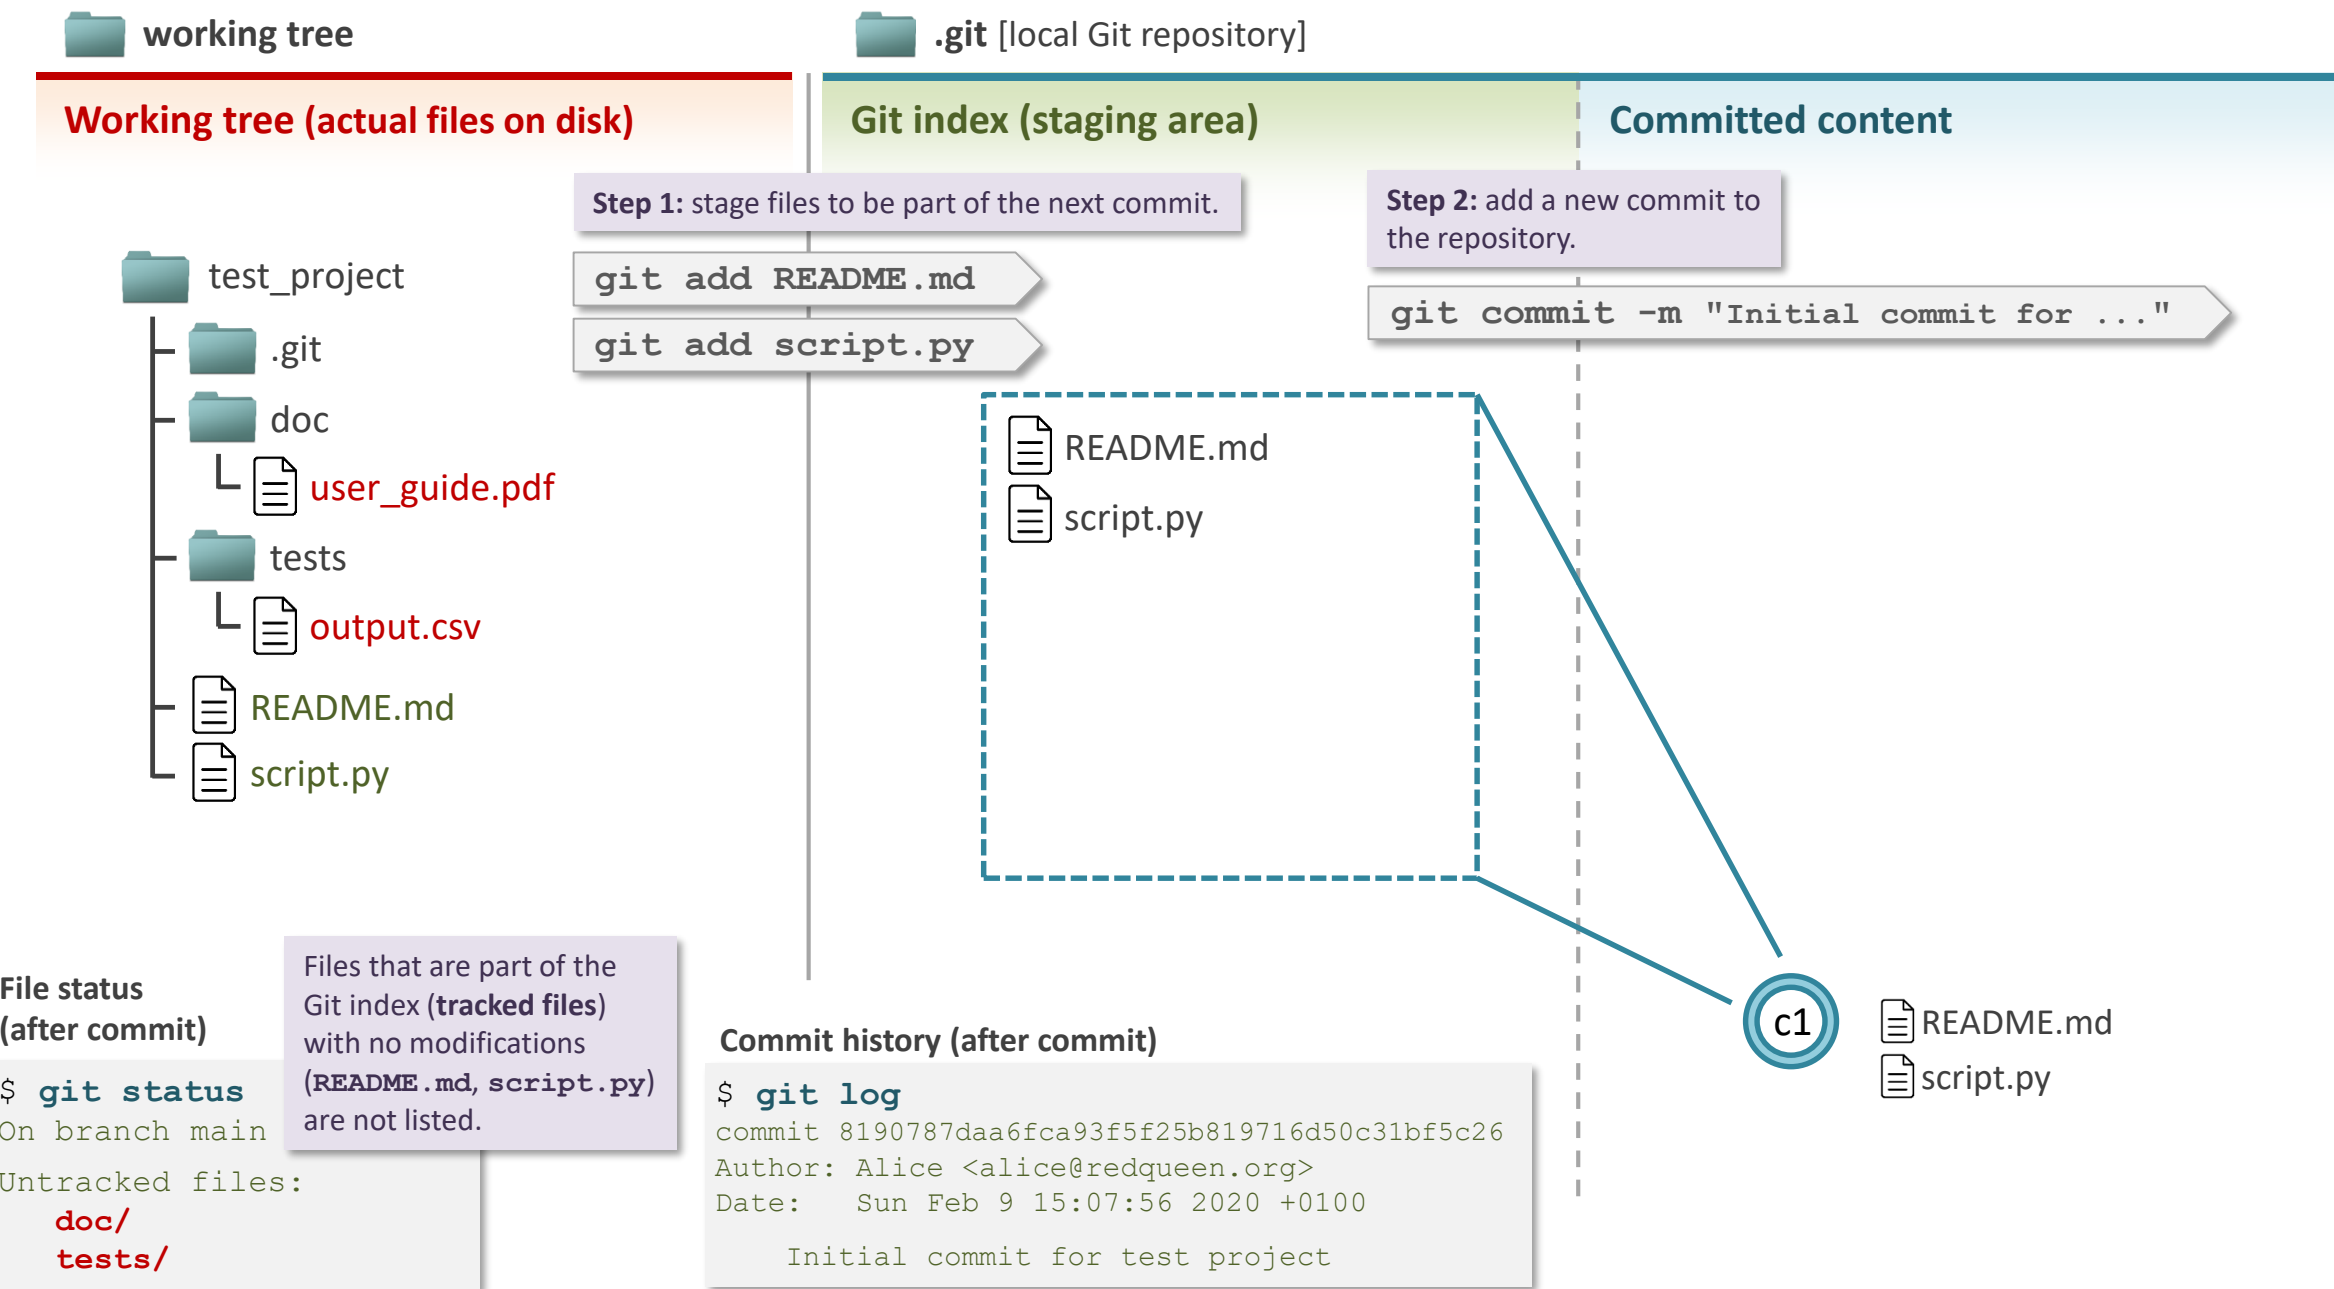 working tree
.git [local Git repository]
Working tree (actual files on disk)
Git index (staging area)
Committed content
Step 1: stage files to be part of the next commit.
Step 2: add a new commit to
the repository.
git add README.md
git add script.py
git commit -m "Initial commit for ..."
test_project
.git
doc
user_guide.pdf
tests
output.csv
README.md
script.py
README.md
script.py
File status
(after commit)
$ git status
On branch main
Untracked files:
doc/
tests/
Files that are part of the
Git index (tracked files)
with no modifications
(README.md, script.py)
are not listed.
Commit history (after commit)
$ git log
commit 8190787daa6fca93f5f25b819716d50c31bf5c26
Author: Alice <alice@redqueen.org>
Date:   Sun Feb 9 15:07:56 2020 +0100
Initial commit for test project
c1
README.md
script.py